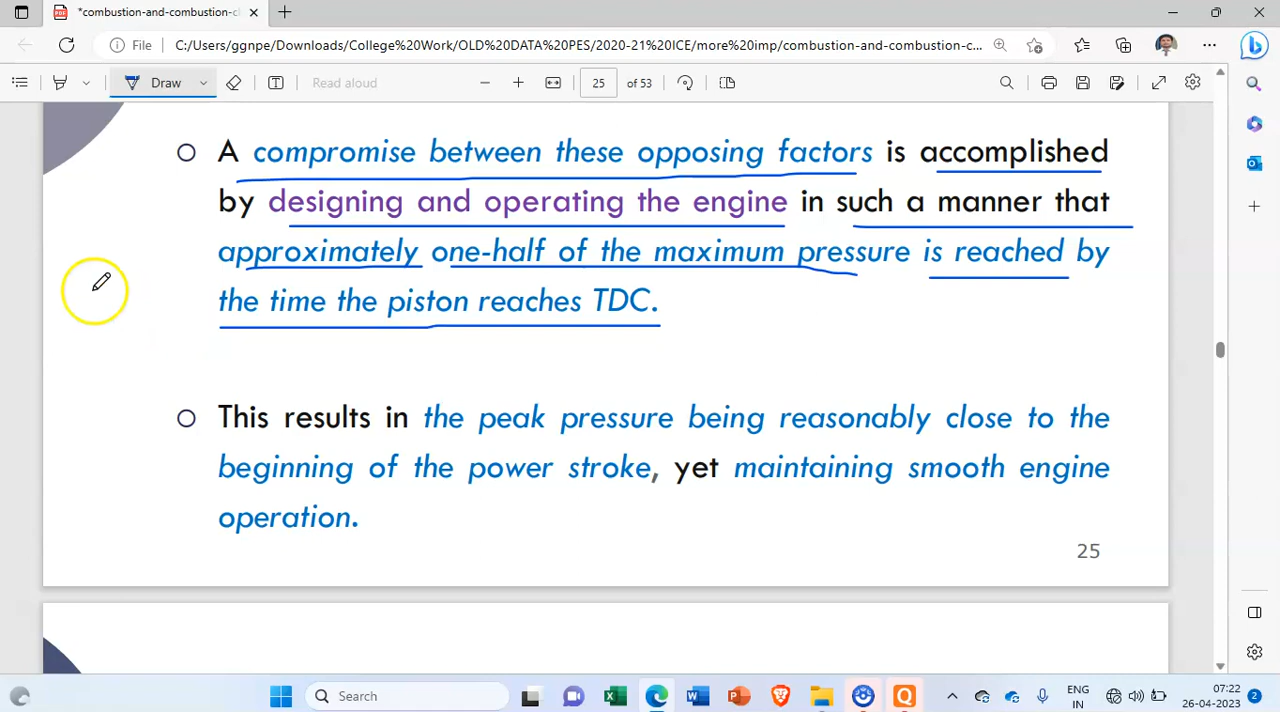 *combustion-and-combustion-cl
File
C:/Users/ggnpe/Downloads/College%20Work/OLD%20DATA%20PES/2020-21%20ICE/more%20imp/combustion-and-combustion-c...
Draw
Read aloud
25
of 53
A compromise between these opposing factors is accomplished
by designing and operating the engine in such a manner that
approximately one-half of the maximum pressure is reached by
the time the piston reaches TDC.
This results in the peak pressure being reasonably close to the
beginning of the power stroke, yet maintaining smooth engine
operation.
25
Search
ENG
IN
07:22
26-04-2023
2